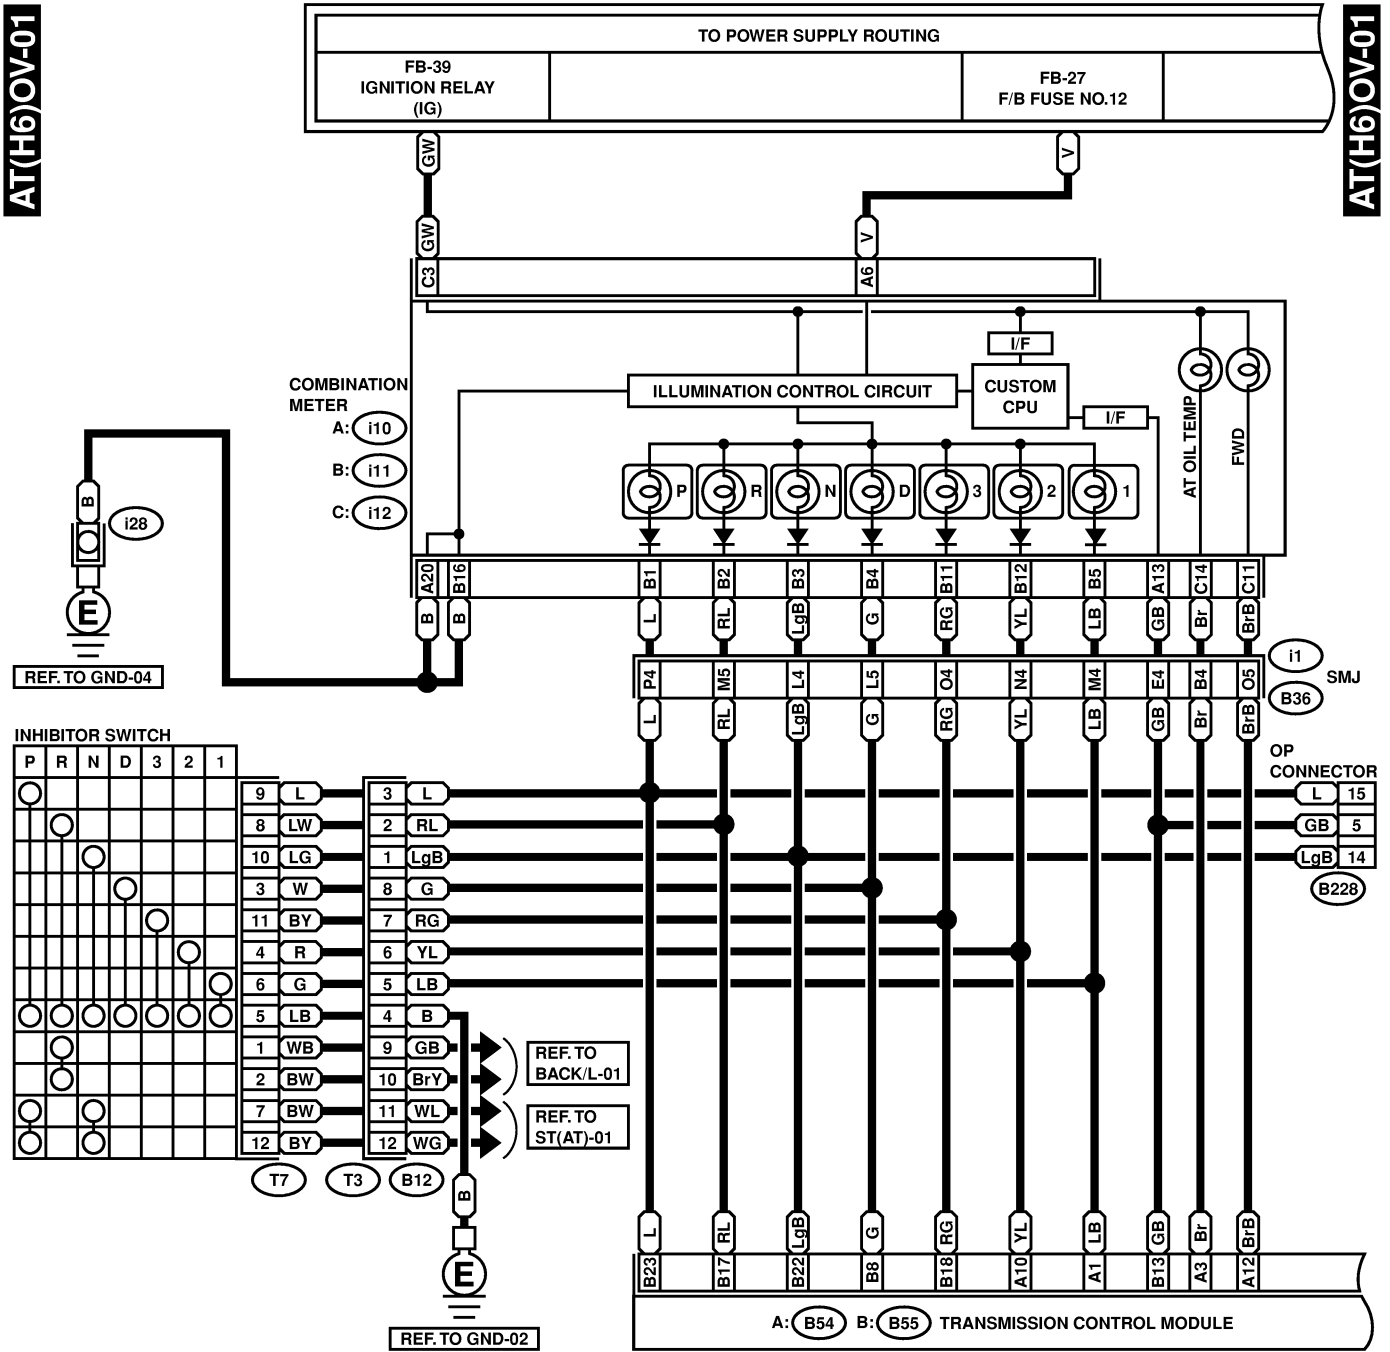 AT(H6)OV-01
AT(H6)OV-01
TO POWER SUPPLY ROUTING
FB-39
IGNITION RELAY
(IG)
FB-27
F/B FUSE NO.12
GW
V
GW
V
C3
A6
I/F
ILLUMINATION CONTROL CIRCUIT
CUSTOM
CPU
I/F
AT OIL TEMP
FWD
COMBINATION
METER
A: i10
B: i11
C: i12
P R N D 3 2 1
B
i28
E
REF. TO GND-04
A20 B16 B1 B2 B3 B4 B11 B12 B5 A13 C14 C11
B B L RL LgB G RG YL LB GB Br BrB
P4 M5 L4 L5 O4 N4 M4 E4 B4 O5
i1
SMJ
B36
L RL LgB G RG YL LB GB Br BrB
INHIBITOR SWITCH
P R N D 3 2 1
OP
CONNECTOR
9 L 3 L L 15
8 LW 2 RL GB 5
10 LG 1 LgB LgB 14
3 W 8 G B228
11 BY 7 RG
4 R 6 YL
6 G 5 LB
5 LB 4 B
1 WB 9 GB
2 BW 10 BrY
7 BW 11 WL
12 BY 12 WG
REF. TO
BACK/L-01
REF. TO
ST(AT)-01
T7 T3 B12
B
E
REF. TO GND-02
L RL LgB G RG YL LB GB Br BrB
B23 B17 B22 B8 B18 A10 A1 B13 A3 A12
A: B54 B: B55 TRANSMISSION CONTROL MODULE